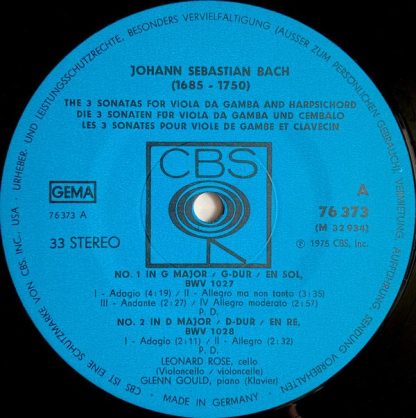 URHEBER- UND LEISTUNGSSCHUTZRECHTE, BESONDERS VERVIELFÄLTIGUNG (AUSSER ZUM PERSÖNLICHEN GEBRAUCH), SENDUNG VORBEHALTEN
JOHANN SEBASTIAN BACH
(1685 - 1750)
THE 3 SONATAS FOR VIOLA DA GAMBA AND HARPSICHORD
DIE 3 SONATEN FÜR VIOLA DA GAMBA UND CEMBALO
LES 3 SONATES POUR VIOLE DE GAMBE ET CLAVECIN
CBS
GEMA
A
76 373 A
76 373
(M 32 934)
33 STEREO
℗ 1975 CBS, Inc.
NO. 1 IN G MAJOR / G-DUR / EN SOL,
BWV 1027
I - Adagio (4:19) / II - Allegro ma non tanto (3:35)
III - Andante (2:27) / IV Allegro moderato (2:57)
P. D.
NO. 2 IN D MAJOR / D-DUR / EN RE,
BWV 1028
I - Adagio (2:11) / II - Allegro (2:32)
P. D.
LEONARD ROSE, cello
(Violoncello / violoncelle)
GLENN GOULD, piano (Klavier)
MADE IN GERMANY
CBS IST EINE SCHUTZMARKE VON CBS, INC., USA.